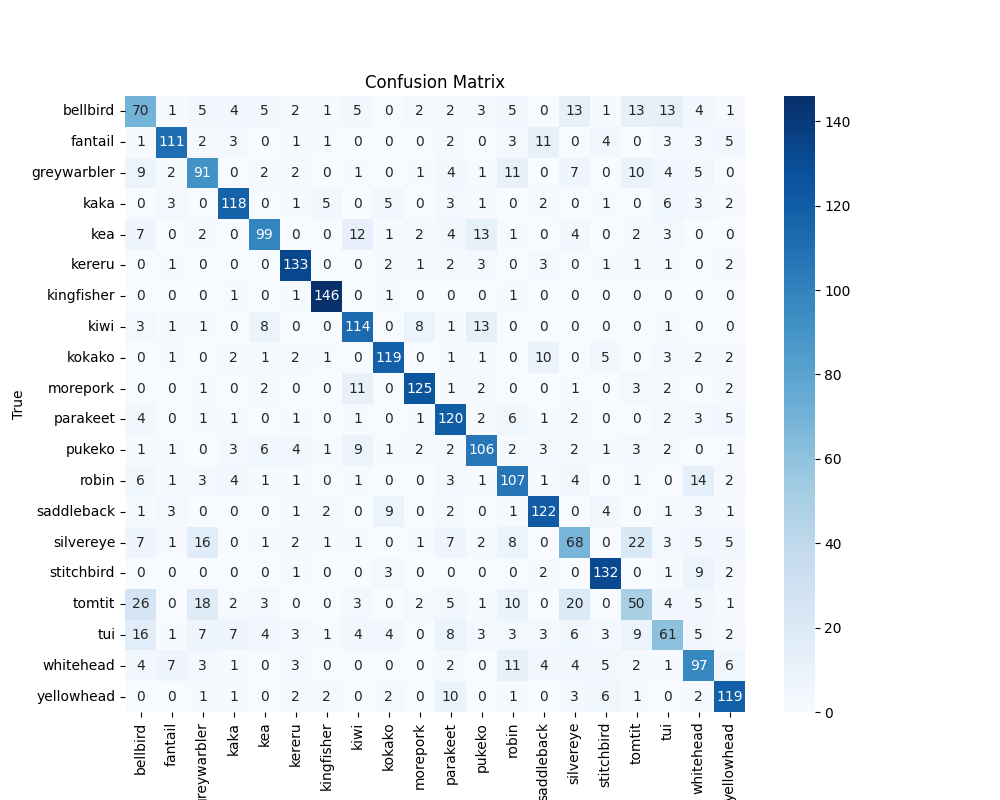 Confusion Matrix
bellbird 70 1 5 4 5 2 1 5 0 2 2 3 5 0 13 1 13 13 4 1
fantail 1 111 2 3 0 1 1 0 0 0 2 0 3 11 0 4 0 3 3 5
greywarbler 9 2 91 0 2 2 0 1 0 1 4 1 11 0 7 0 10 4 5 0
kaka 0 3 0 118 0 1 5 0 5 0 3 1 0 2 0 1 0 6 3 2
kea 7 0 2 0 99 0 0 12 1 2 4 13 1 0 4 0 2 3 0 0
kereru 0 1 0 0 0 133 0 0 2 1 2 3 0 3 0 1 1 1 0 2
kingfisher 0 0 0 1 0 1 146 0 1 0 0 0 1 0 0 0 0 0 0 0
kiwi 3 1 1 0 8 0 0 114 0 8 1 13 0 0 0 0 0 1 0 0
kokako 0 1 0 2 1 2 1 0 119 0 1 1 0 10 0 5 0 3 2 2
morepork 0 0 1 0 2 0 0 11 0 125 1 2 0 0 1 0 3 2 0 2
parakeet 4 0 1 1 0 1 0 1 0 1 120 2 6 1 2 0 0 2 3 5
pukeko 1 1 0 3 6 4 1 9 1 2 2 106 2 3 2 1 3 2 0 1
robin 6 1 3 4 1 1 0 1 0 0 3 1 107 1 4 0 1 0 14 2
saddleback 1 3 0 0 0 1 2 0 9 0 2 0 1 122 0 4 0 1 3 1
silvereye 7 1 16 0 1 2 1 1 0 1 7 2 8 0 68 0 22 3 5 5
stitchbird 0 0 0 0 0 1 0 0 3 0 0 0 0 2 0 132 0 1 9 2
tomtit 26 0 18 2 3 0 0 3 0 2 5 1 10 0 20 0 50 4 5 1
tui 16 1 7 7 4 3 1 4 4 0 8 3 3 3 6 3 9 61 5 2
whitehead 4 7 3 1 0 3 0 0 0 0 2 0 11 4 4 5 2 1 97 6
yellowhead 0 0 1 1 0 2 2 0 2 0 10 0 1 0 3 6 1 0 2 119
True
bellbird fantail greywarbler kaka kea kereru kingfisher kiwi kokako morepork parakeet pukeko robin saddleback silvereye stitchbird tomtit tui whitehead yellowhead
140
120
100
80
60
40
20
0